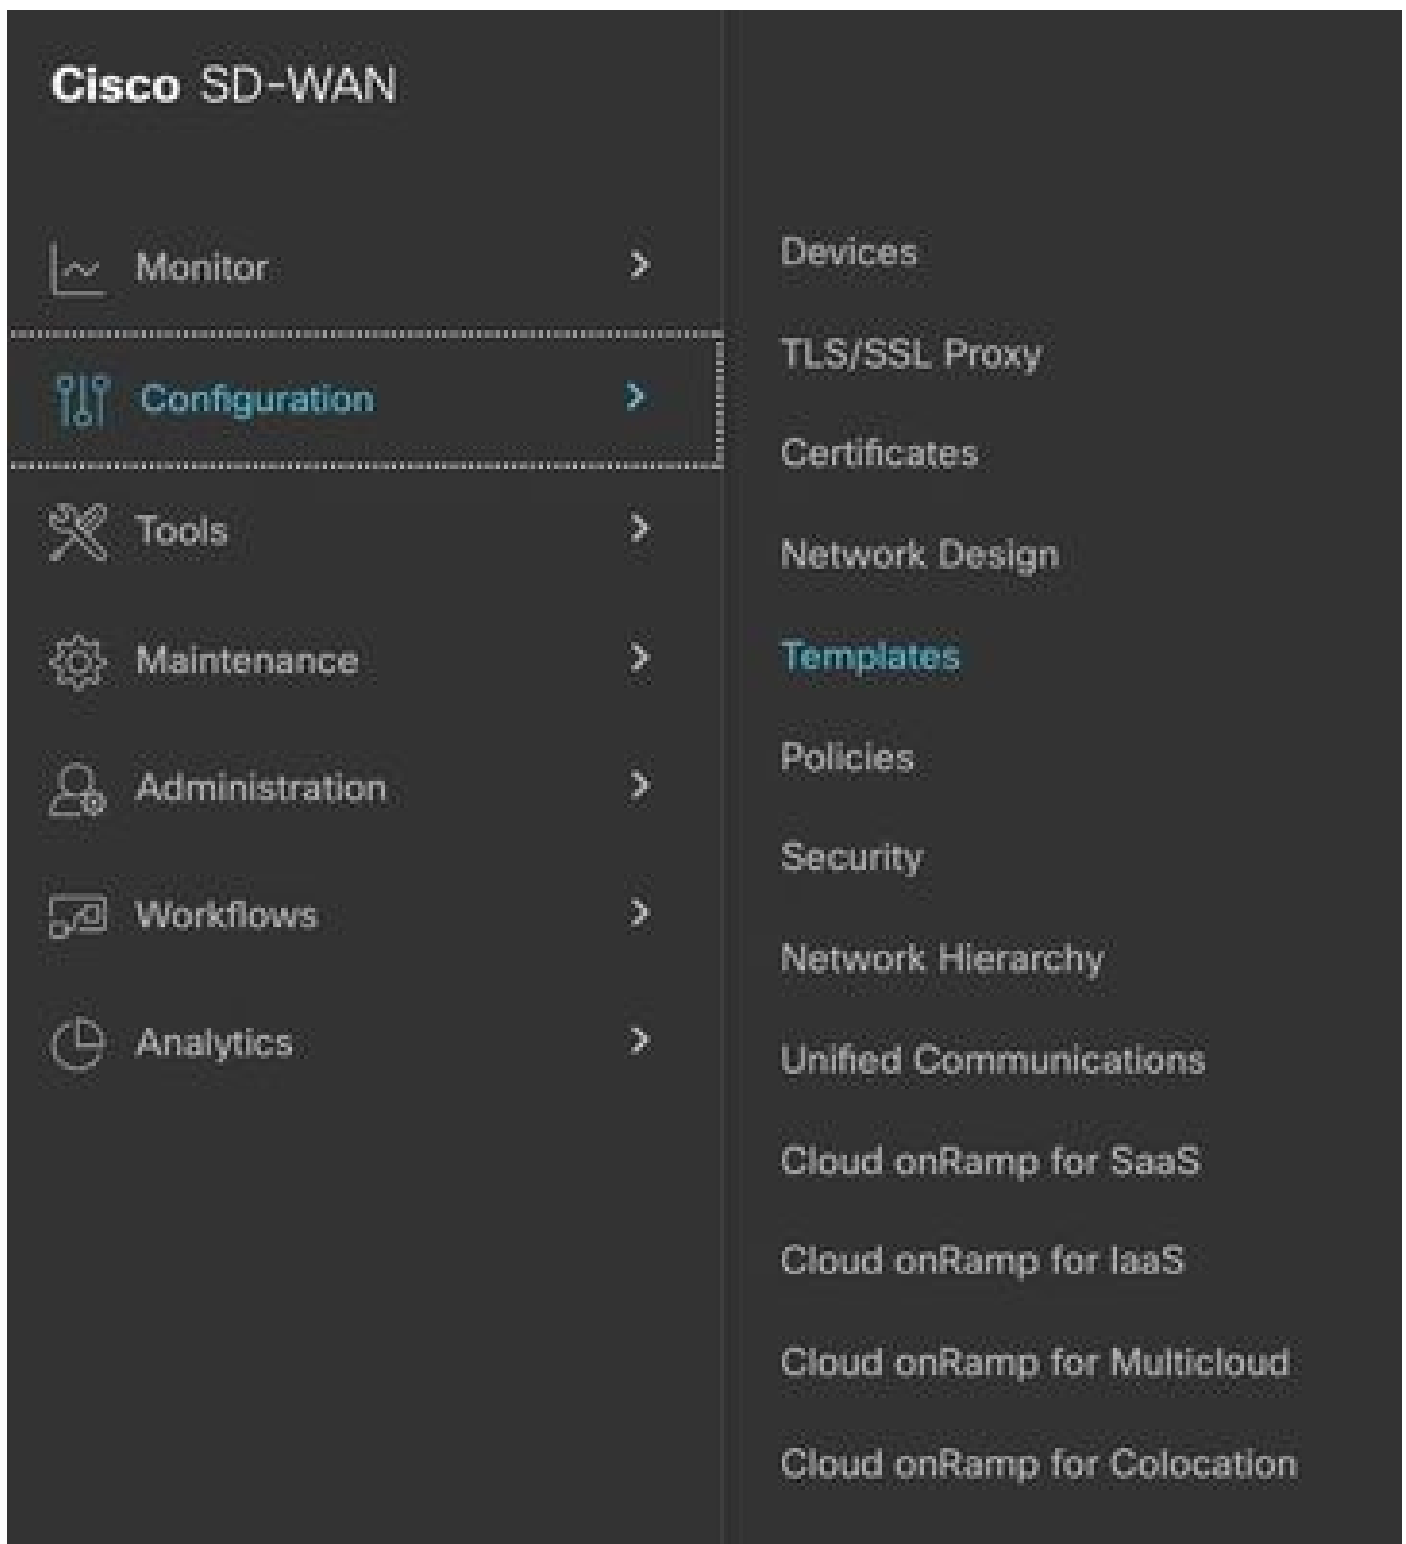 Cisco SD-WAN
Monitor
Configuration
Tools
Maintenance
Administration
Workflows
Analytics
Devices
TLS/SSL Proxy
Certificates
Network Design
Templates
Policies
Security
Network Hierarchy
Unified Communications
Cloud onRamp for SaaS
Cloud onRamp for IaaS
Cloud onRamp for Multicloud
Cloud onRamp for Colocation